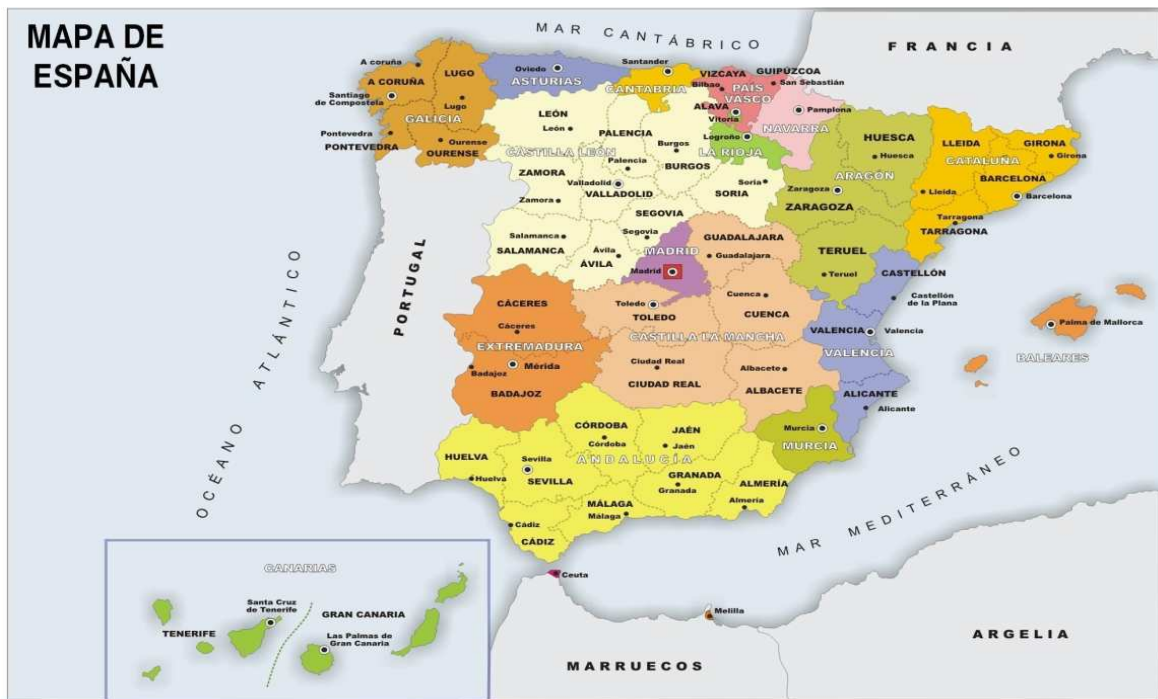 MAPA DE
ESPAÑA
MAR CANTÁBRICO
FRANCIA
OCÉANO ATLÁNTICO
PORTUGAL
MAR MEDITERRÁNEO
MARRUECOS
ARGELIA
A coruña
A CORUÑA
LUGO
Santiago
de Compostela
Lugo
GALICIA
Pontevedra
PONTEVEDRA
Ourense
OURENSE
Oviedo
ASTURIAS
Santander
CANTABRIA
VIZCAYA
Bilbao
GUIPÚZCOA
San Sebastián
PAIS
VASCO
ALAVA
Vitoria
Pamplona
NAVARRA
Logroño
LA RIOJA
LEÓN
León
PALENCIA
Palencia
CASTILLA LEÓN
Burgos
BURGOS
ZAMORA
Zamora
Valladolid
VALLADOLID
Soria
SORIA
SEGOVIA
Segovia
Salamanca
SALAMANCA
Ávila
ÁVILA
MADRID
Madrid
HUESCA
Huesca
ARAGÓN
Zaragoza
ZARAGOZA
TERUEL
Teruel
LLEIDA
Lleida
GIRONA
Girona
CATALUÑA
BARCELONA
Barcelona
Tarragona
TARRAGONA
GUADALAJARA
Guadalajara
Cuenca
CUENCA
Toledo
TOLEDO
CASTILLA LA MANCHA
Ciudad Real
CIUDAD REAL
Albacete
ALBACETE
CÁCERES
Cáceres
EXTREMADURA
Badajoz
Mérida
BADAJOZ
CASTELLÓN
Castellón
de la Plana
VALENCIA
Valencia
VALENCIA
ALICANTE
Alicante
Murcia
MURCIA
Palma de Mallorca
BALEARES
CÓRDOBA
Córdoba
JAÉN
Jaén
HUELVA
Huelva
Sevilla
SEVILLA
ANDALUCÍA
GRANADA
Granada
ALMERÍA
Almería
MÁLAGA
Málaga
Cádiz
CÁDIZ
Ceuta
Melilla
CANARIAS
Santa Cruz
de Tenerife
TENERIFE
GRAN CANARIA
Las Palmas de
Gran Canaria